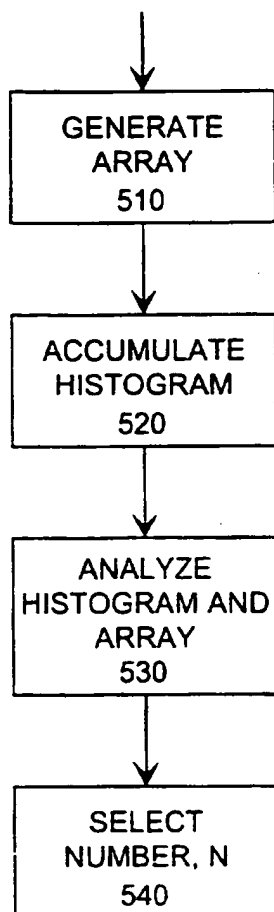 GENERATE
ARRAY
510
ACCUMULATE
HISTOGRAM
520
ANALYZE
HISTOGRAM AND
ARRAY
530
SELECT
NUMBER, N
540